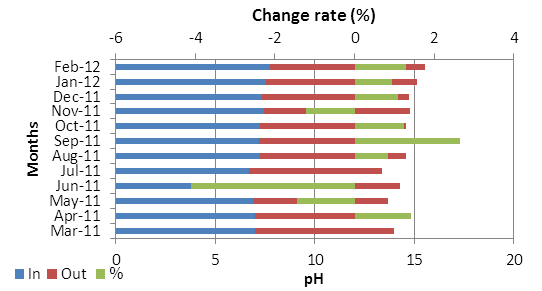 Change rate (%)
-6 -4 -2 0 2 4
Feb-12
Jan-12
Dec-11
Nov-11
Oct-11
Sep-11
Aug-11
Jul-11
Jun-11
May-11
Apr-11
Mar-11
Months
0 5 10 15 20
In Out % pH